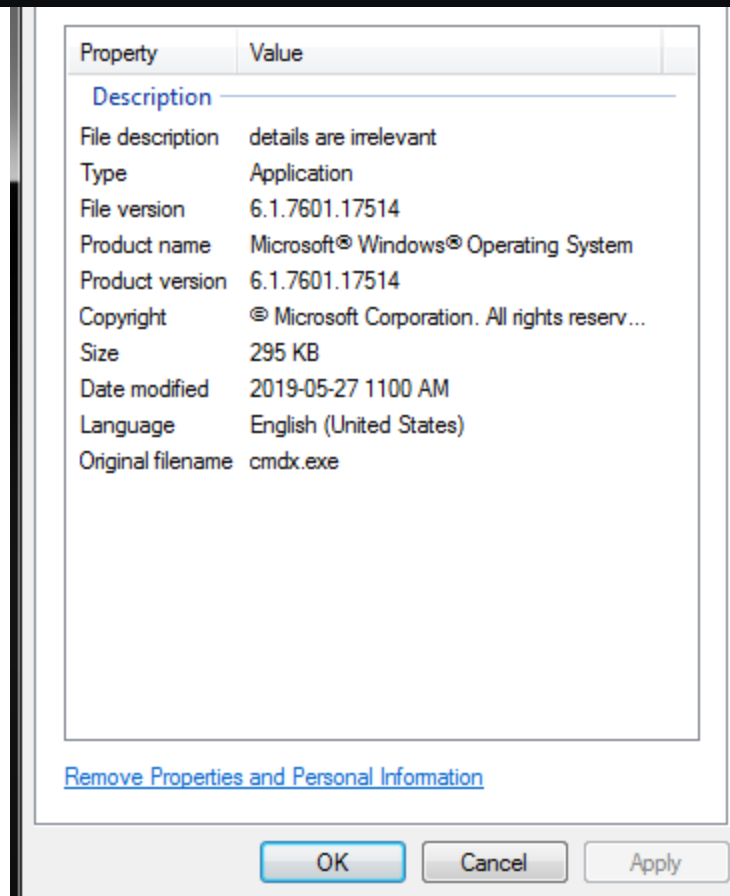 Property Value
Description
File description details are irrelevant
Type Application
File version 6.1.7601.17514
Product name Microsoft® Windows® Operating System
Product version 6.1.7601.17514
Copyright © Microsoft Corporation. All rights reserv...
Size 295 KB
Date modified 2019-05-27 1100 AM
Language English (United States)
Original filename cmdx.exe
Remove Properties and Personal Information
OK Cancel Apply